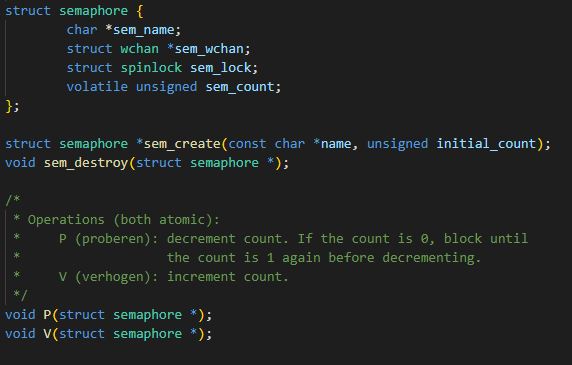 struct semaphore {
        char *sem_name;
        struct wchan *sem_wchan;
        struct spinlock sem_lock;
        volatile unsigned sem_count;
};

struct semaphore *sem_create(const char *name, unsigned initial_count);
void sem_destroy(struct semaphore *);

/*
 * Operations (both atomic):
 *     P (proberen): decrement count. If the count is 0, block until
 *                   the count is 1 again before decrementing.
 *     V (verhogen): increment count.
 */
void P(struct semaphore *);
void V(struct semaphore *);